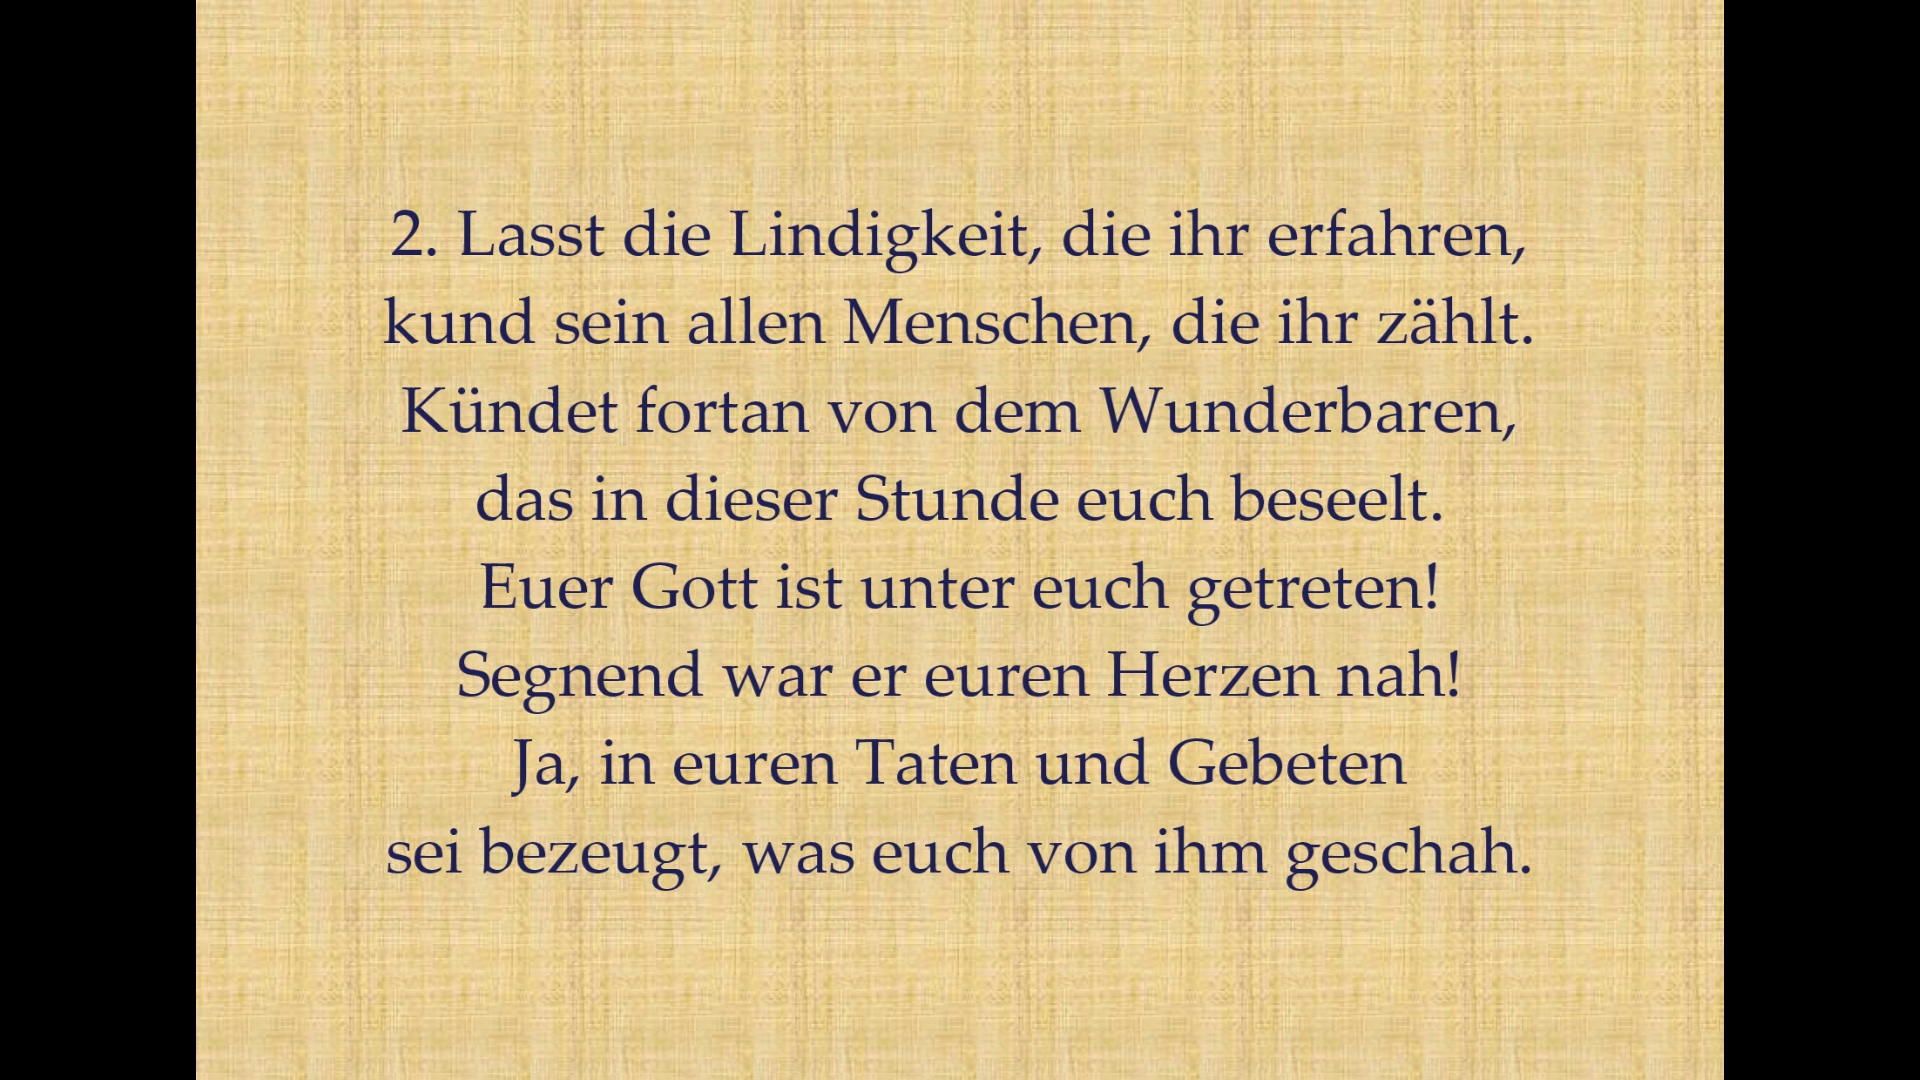 2. Lasst die Lindigkeit, die ihr erfahren,
kund sein allen Menschen, die ihr zählt.
Kündet fortan von dem Wunderbaren,
das in dieser Stunde euch beseelt.
Euer Gott ist unter euch getreten!
Segnend war er euren Herzen nah!
Ja, in euren Taten und Gebeten
sei bezeugt, was euch von ihm geschah.